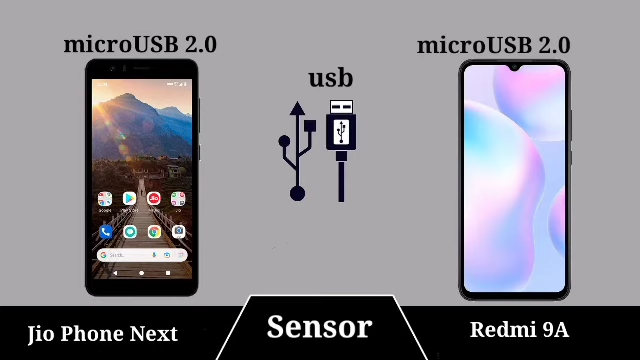 microUSB 2.0
microUSB 2.0
usb
Jio Phone Next
Sensor
Redmi 9A